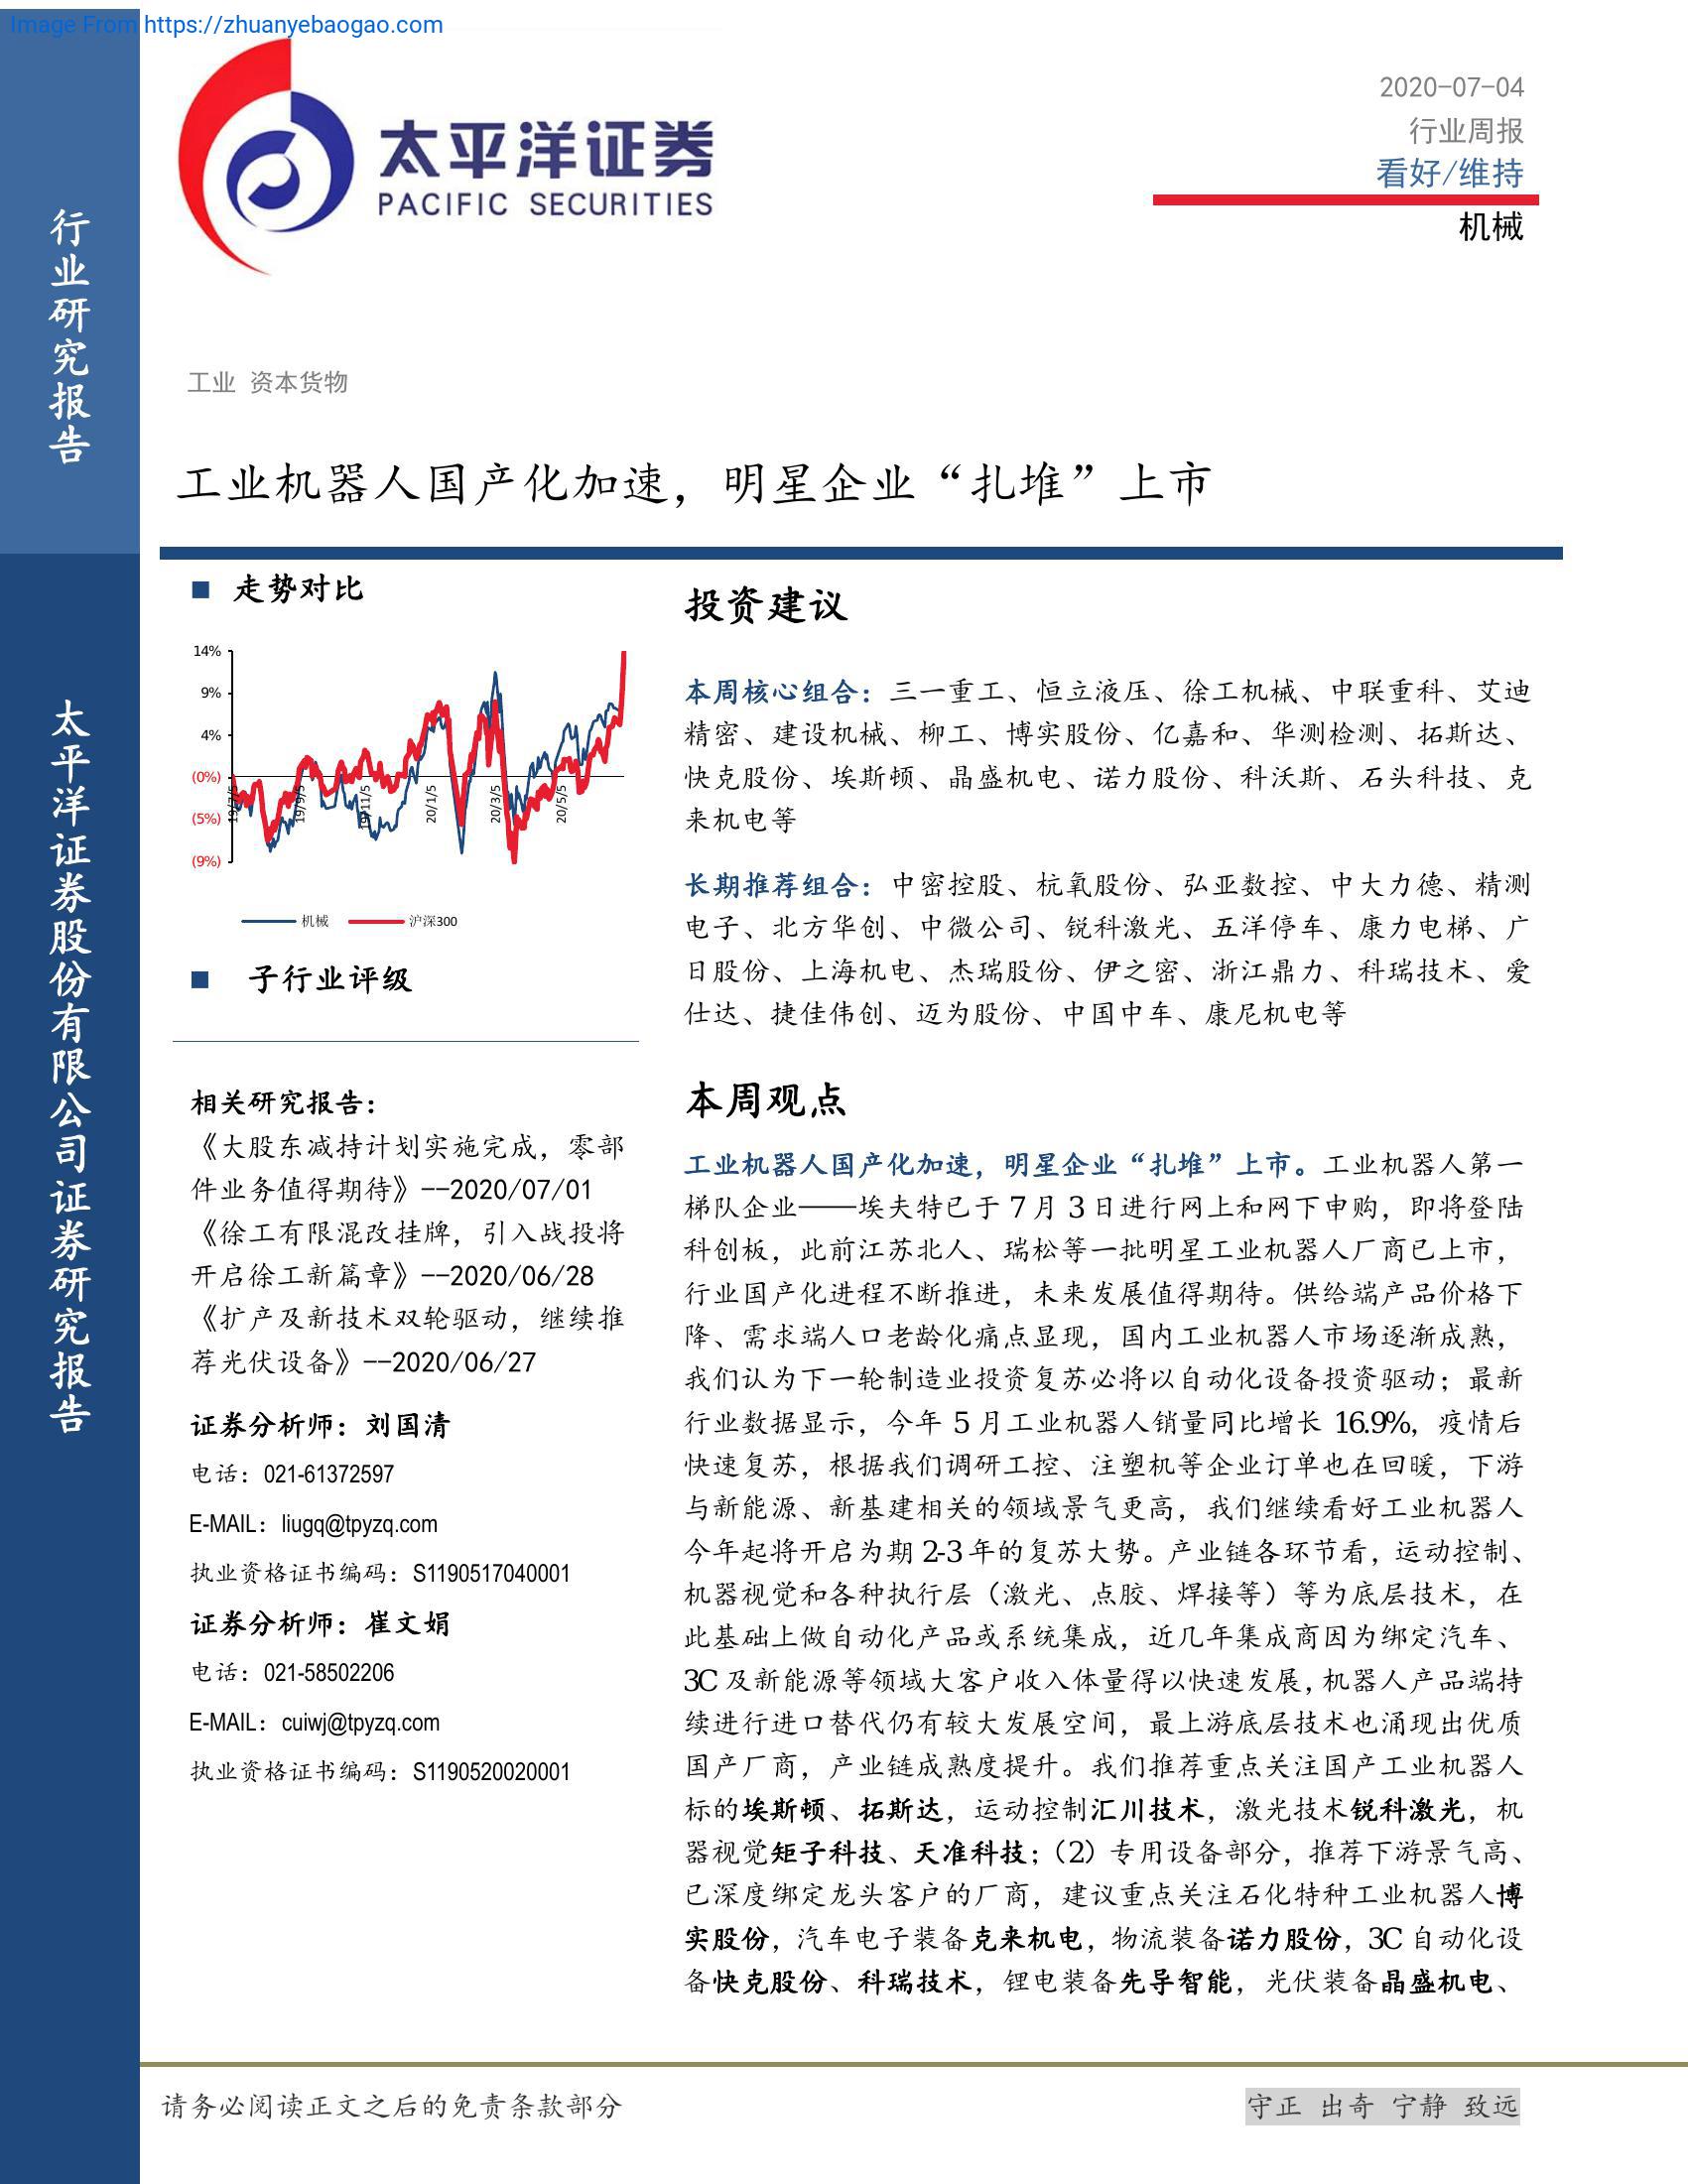 Image From https://zhuanyebaogao.com
太平洋证券
PACIFIC SECURITIES
2020-07-04
行业周报
看好/维持
机械
行业研究报告
太平洋证券股份有限公司证券研究报告
工业 资本货物
工业机器人国产化加速，明星企业“扎堆”上市
■ 走势对比
14%
9%
4%
(0%)
(5%)
(9%)
19/7/5
19/9/5
19/11/5
20/1/5
20/3/5
20/5/5
机械 沪深300
■ 子行业评级
相关研究报告：
《大股东减持计划实施完成，零部
件业务值得期待》--2020/07/01
《徐工有限混改挂牌，引入战投将
开启徐工新篇章》--2020/06/28
《扩产及新技术双轮驱动，继续推
荐光伏设备》--2020/06/27
证券分析师：刘国清
电话：021-61372597
E-MAIL：liugq@tpyzq.com
执业资格证书编码：S1190517040001
证券分析师：崔文娟
电话：021-58502206
E-MAIL：cuiwj@tpyzq.com
执业资格证书编码：S1190520020001
投资建议
本周核心组合：三一重工、恒立液压、徐工机械、中联重科、艾迪
精密、建设机械、柳工、博实股份、亿嘉和、华测检测、拓斯达、
快克股份、埃斯顿、晶盛机电、诺力股份、科沃斯、石头科技、克
来机电等
长期推荐组合：中密控股、杭氧股份、弘亚数控、中大力德、精测
电子、北方华创、中微公司、锐科激光、五洋停车、康力电梯、广
日股份、上海机电、杰瑞股份、伊之密、浙江鼎力、科瑞技术、爱
仕达、捷佳伟创、迈为股份、中国中车、康尼机电等
本周观点
工业机器人国产化加速，明星企业“扎堆”上市。工业机器人第一
梯队企业——埃夫特已于 7 月 3 日进行网上和网下申购，即将登陆
科创板，此前江苏北人、瑞松等一批明星工业机器人厂商已上市，
行业国产化进程不断推进，未来发展值得期待。供给端产品价格下
降、需求端人口老龄化痛点显现，国内工业机器人市场逐渐成熟，
我们认为下一轮制造业投资复苏必将以自动化设备投资驱动；最新
行业数据显示，今年 5 月工业机器人销量同比增长 16.9%，疫情后
快速复苏，根据我们调研工控、注塑机等企业订单也在回暖，下游
与新能源、新基建相关的领域景气更高，我们继续看好工业机器人
今年起将开启为期 2-3 年的复苏大势。产业链各环节看，运动控制、
机器视觉和各种执行层（激光、点胶、焊接等）等为底层技术，在
此基础上做自动化产品或系统集成，近几年集成商因为绑定汽车、
3C 及新能源等领域大客户收入体量得以快速发展，机器人产品端持
续进行进口替代仍有较大发展空间，最上游底层技术也涌现出优质
国产厂商，产业链成熟度提升。我们推荐重点关注国产工业机器人
标的埃斯顿、拓斯达，运动控制汇川技术，激光技术锐科激光，机
器视觉矩子科技、天准科技；（2）专用设备部分，推荐下游景气高、
已深度绑定龙头客户的厂商，建议重点关注石化特种工业机器人博
实股份，汽车电子装备克来机电，物流装备诺力股份，3C 自动化设
备快克股份、科瑞技术，锂电装备先导智能，光伏装备晶盛机电、
请务必阅读正文之后的免责条款部分
守正 出奇 宁静 致远